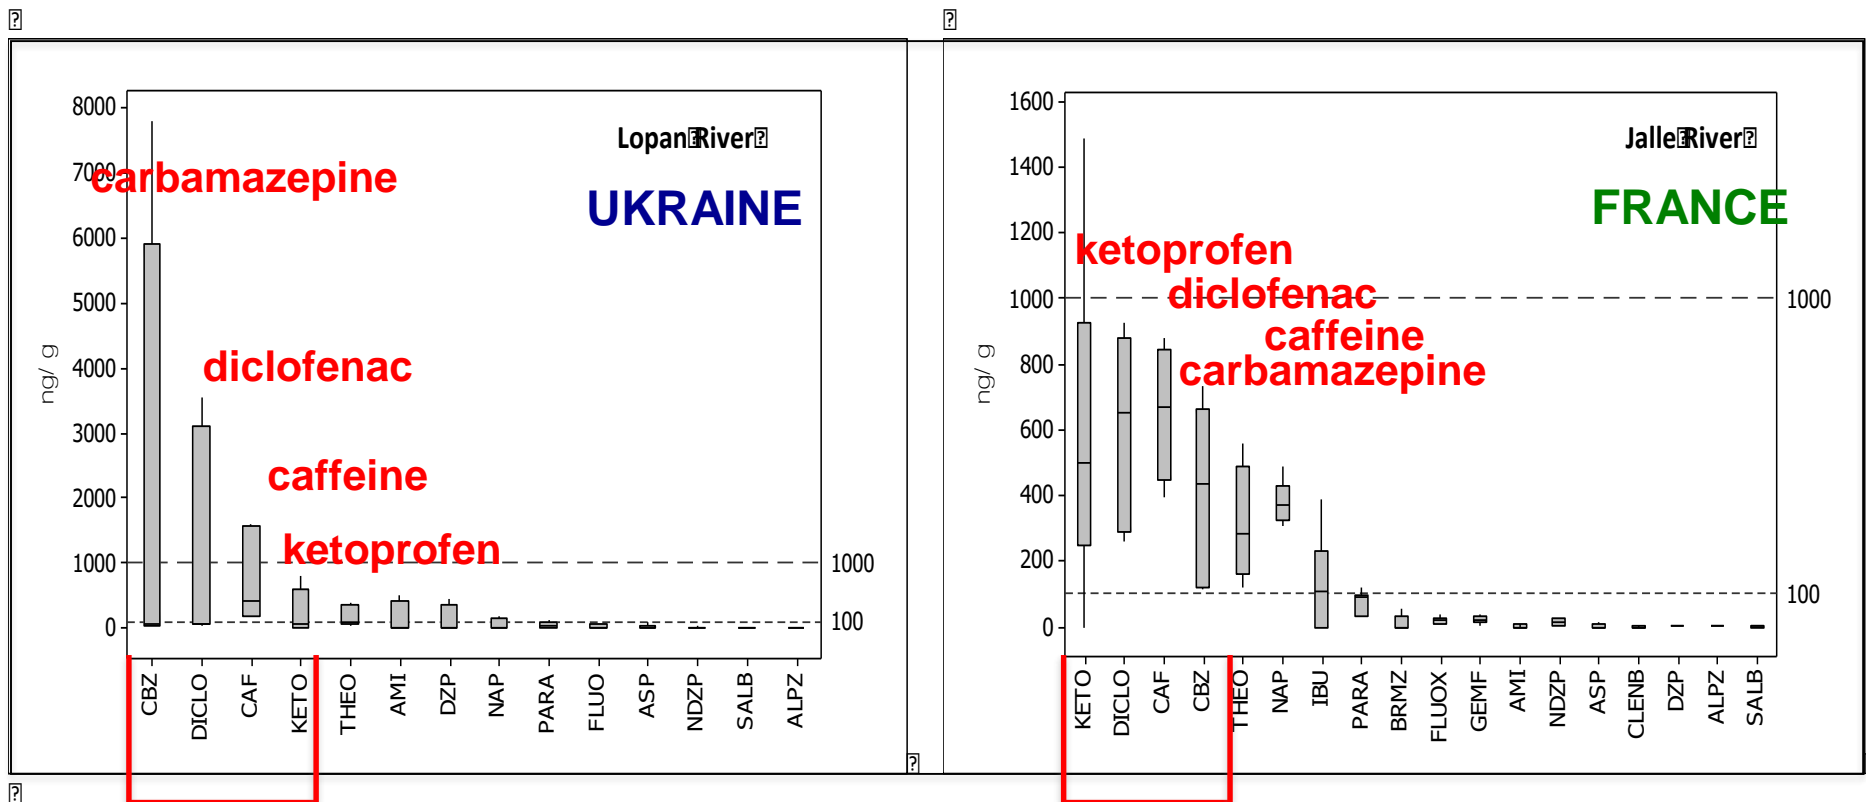 8000
7000
6000
5000
4000
3000
2000
1000
0
ng/ g
Lopan River
UKRAINE
carbamazepine
diclofenac
caffeine
ketoprofen
1000
100
CBZ
DICLO
CAF
KETO
THEO
AMI
DZP
NAP
PARA
FLUO
ASP
NDZP
SALB
ALPZ
1600
1400
1200
1000
800
600
400
200
0
ng/ g
Jalle River
FRANCE
ketoprofen
diclofenac
caffeine
carbamazepine
1000
100
KETO
DICLO
CAF
CBZ
THEO
NAP
IBU
PARA
BRMZ
FLUOX
GEMF
AMI
NDZP
ASP
CLENB
DZP
ALPZ
SALB